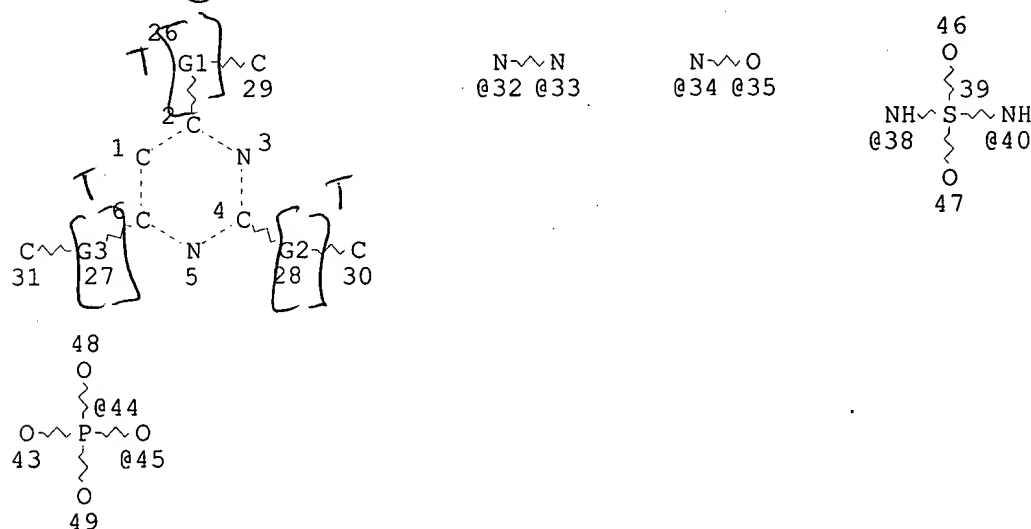 26 46
T G1 C N N N O O
29 @32 @33 @34 @35 39
2 NH S NH
C @38 @40
1 C N 3 O
T T 47
6 C 4 C
C G3 N G2 C
31 27 5 28 30
48
O
@44
O P O
43 @45
O
49